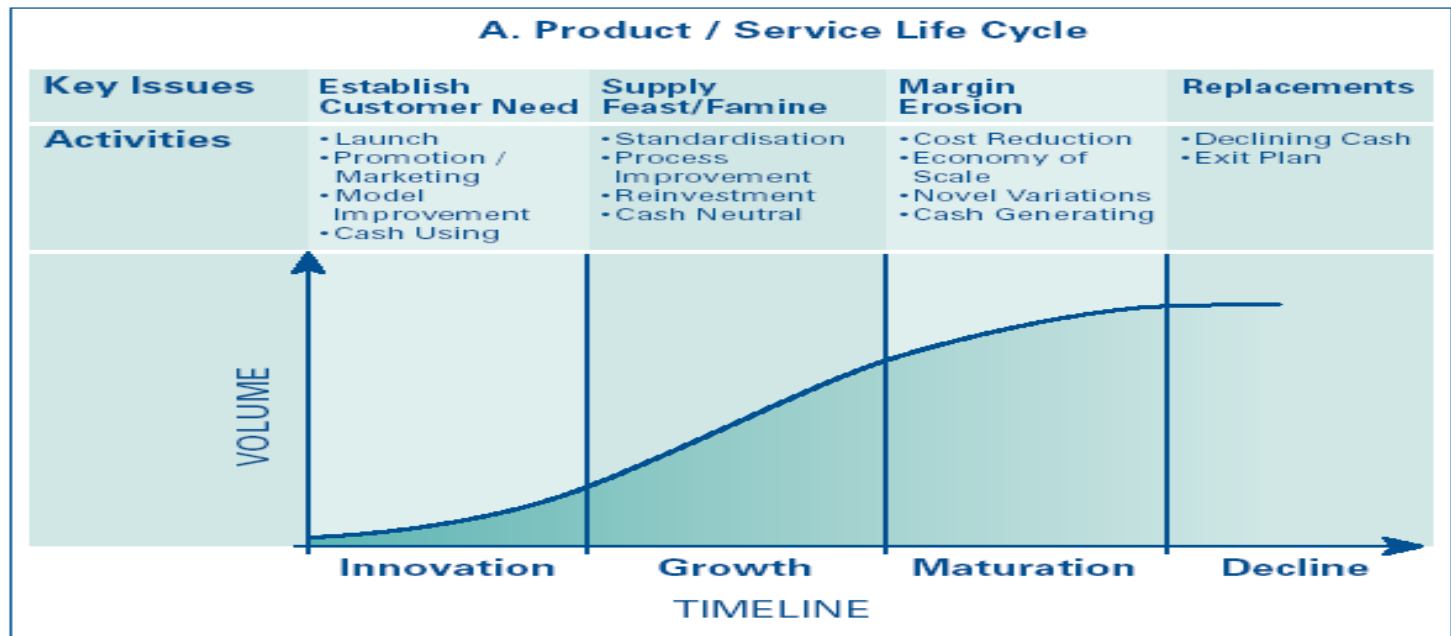 A. Product / Service Life Cycle
Key Issues
Establish
Customer Need
Supply
Feast/Famine
Margin
Erosion
Replacements
Activities
• Launch
• Promotion /
Marketing
• Model
Improvement
• Cash Using
• Standardisation
• Process
Improvement
• Reinvestment
• Cash Neutral
• Cost Reduction
• Economy of
Scale
• Novel Variations
• Cash Generating
• Declining Cash
• Exit Plan
VOLUME
Innovation
Growth
Maturation
Decline
TIMELINE